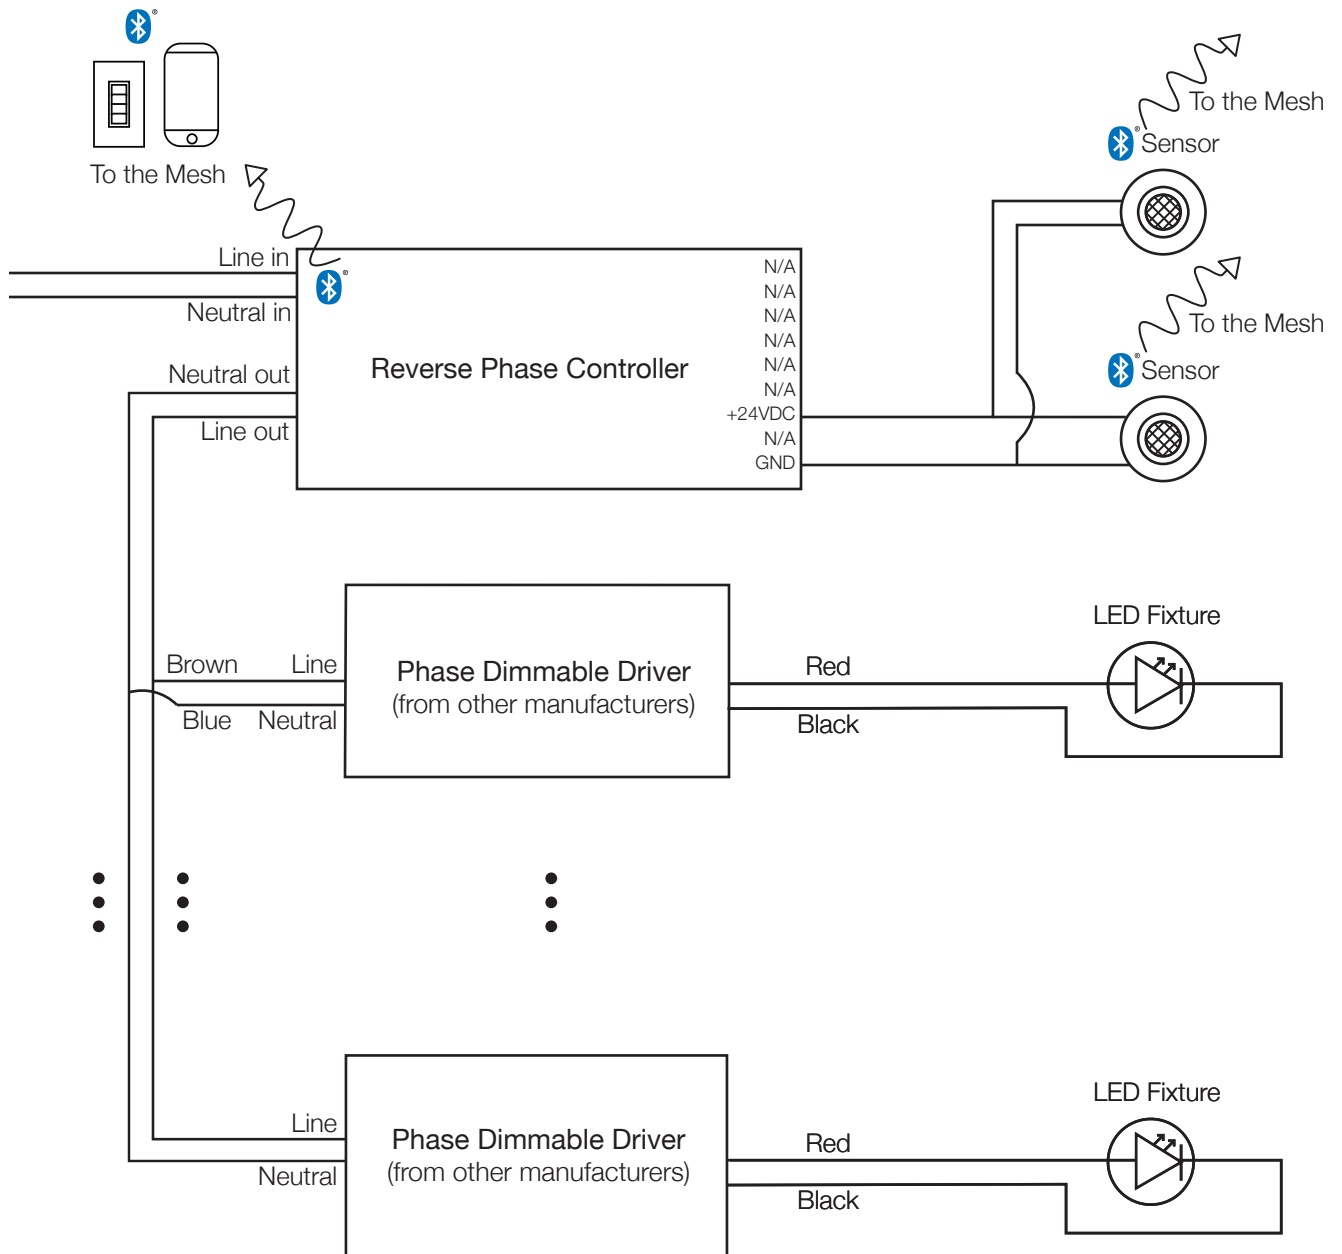 To the Mesh
To the Mesh
Sensor
Line in
Neutral in
Neutral out
Line out
Reverse Phase Controller
N/A
N/A
N/A
N/A
N/A
N/A
+24VDC
N/A
GND
To the Mesh
Sensor
LED Fixture
Brown Line
Blue Neutral
Phase Dimmable Driver
(from other manufacturers)
Red
Black
LED Fixture
Line
Neutral
Phase Dimmable Driver
(from other manufacturers)
Red
Black